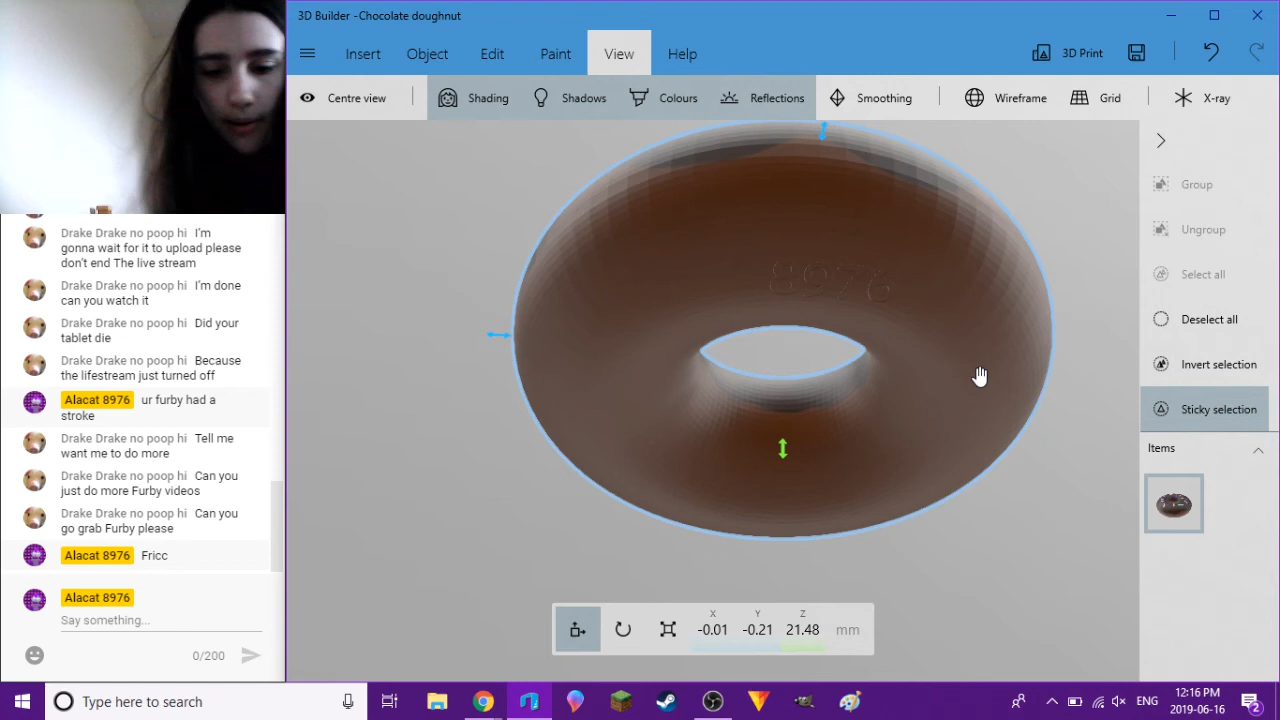 3D Builder -Chocolate doughnut
Insert Object Edit Paint View Help
3D Print
Centre view Shading Shadows Colours Reflections Smoothing Wireframe Grid X-ray
Group
Ungroup
Select all
Deselect all
Invert selection
Sticky selection
Items
8976
X Y Z
-0.01 -0.21 21.48 mm
Drake Drake no poop hi I'm
gonna wait for it to upload please
don't end The live stream
Drake Drake no poop hi I'm done
can you watch it
Drake Drake no poop hi Did your
tablet die
Drake Drake no poop hi Because
the lifestream just turned off
Alacat 8976 ur furby had a
stroke
Drake Drake no poop hi Tell me
want me to do more
Drake Drake no poop hi Can you
just do more Furby videos
Drake Drake no poop hi Can you
go grab Furby please
Alacat 8976 Fricc
Alacat 8976
Say something...
0/200
Type here to search
ENG
12:16 PM
2019-06-16
2